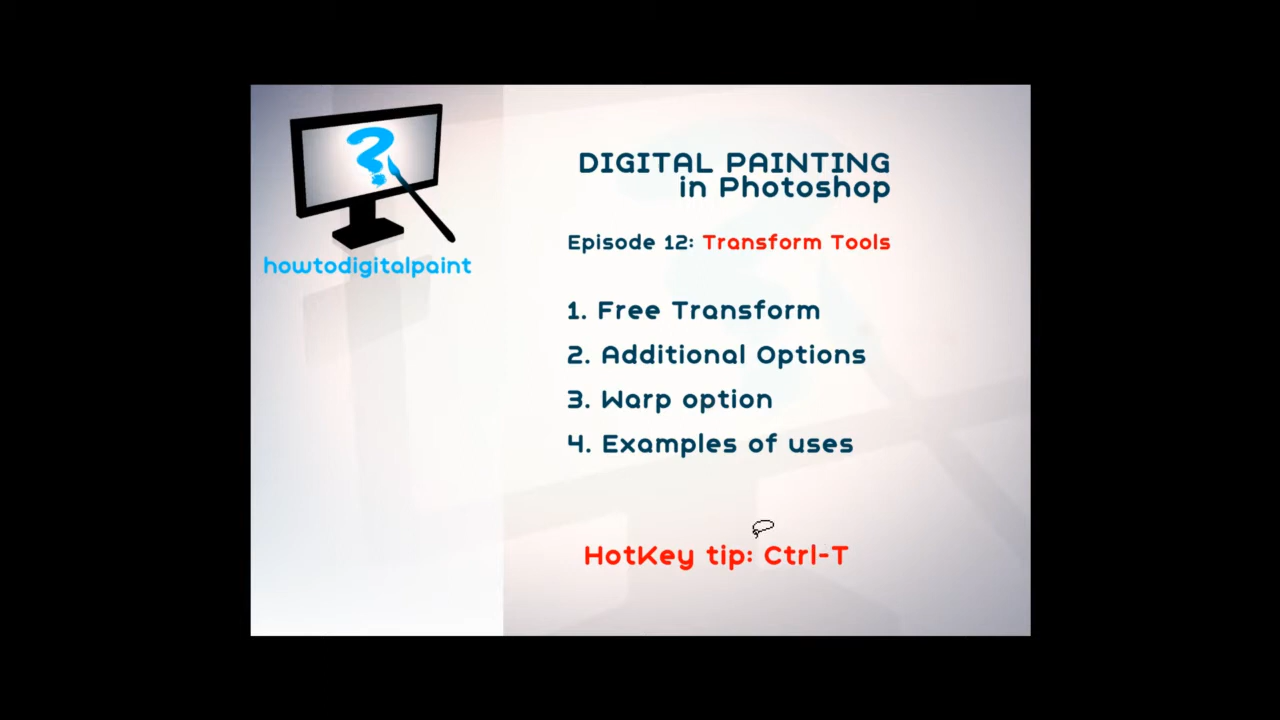 ?
howtodigitalpaint
DIGITAL PAINTING
in Photoshop
Episode 12: Transform Tools
1. Free Transform
2. Additional Options
3. Warp option
4. Examples of uses
HotKey tip: Ctrl-T